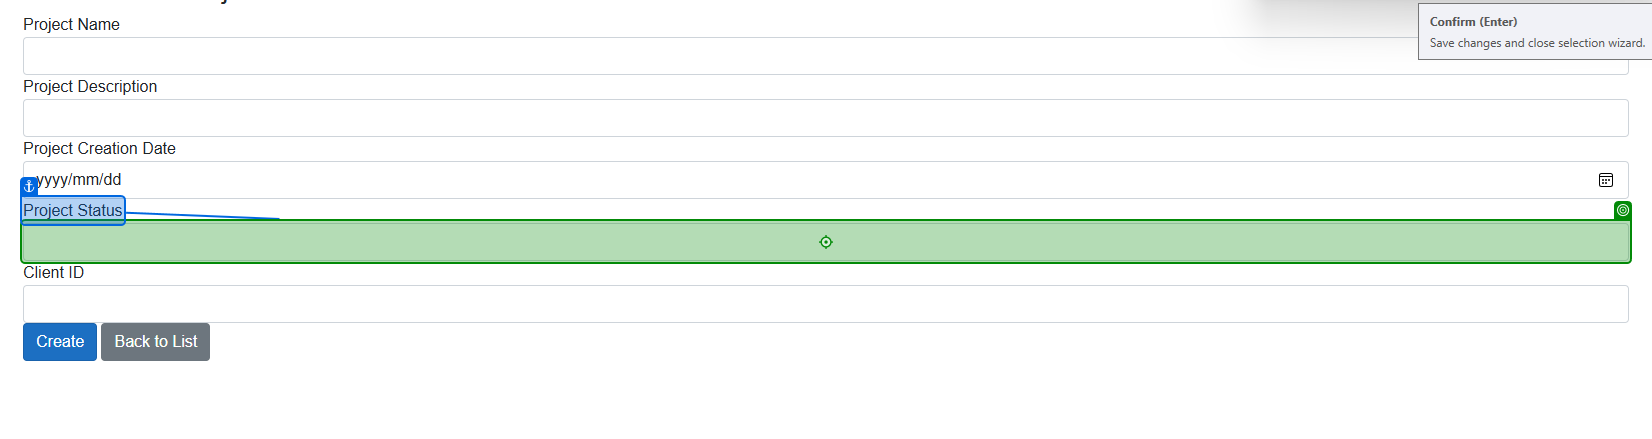 Project Name
Confirm (Enter)
Save changes and close selection wizard.
Project Description
Project Creation Date
yyyy/mm/dd
Project Status
Client ID
Create
Back to List